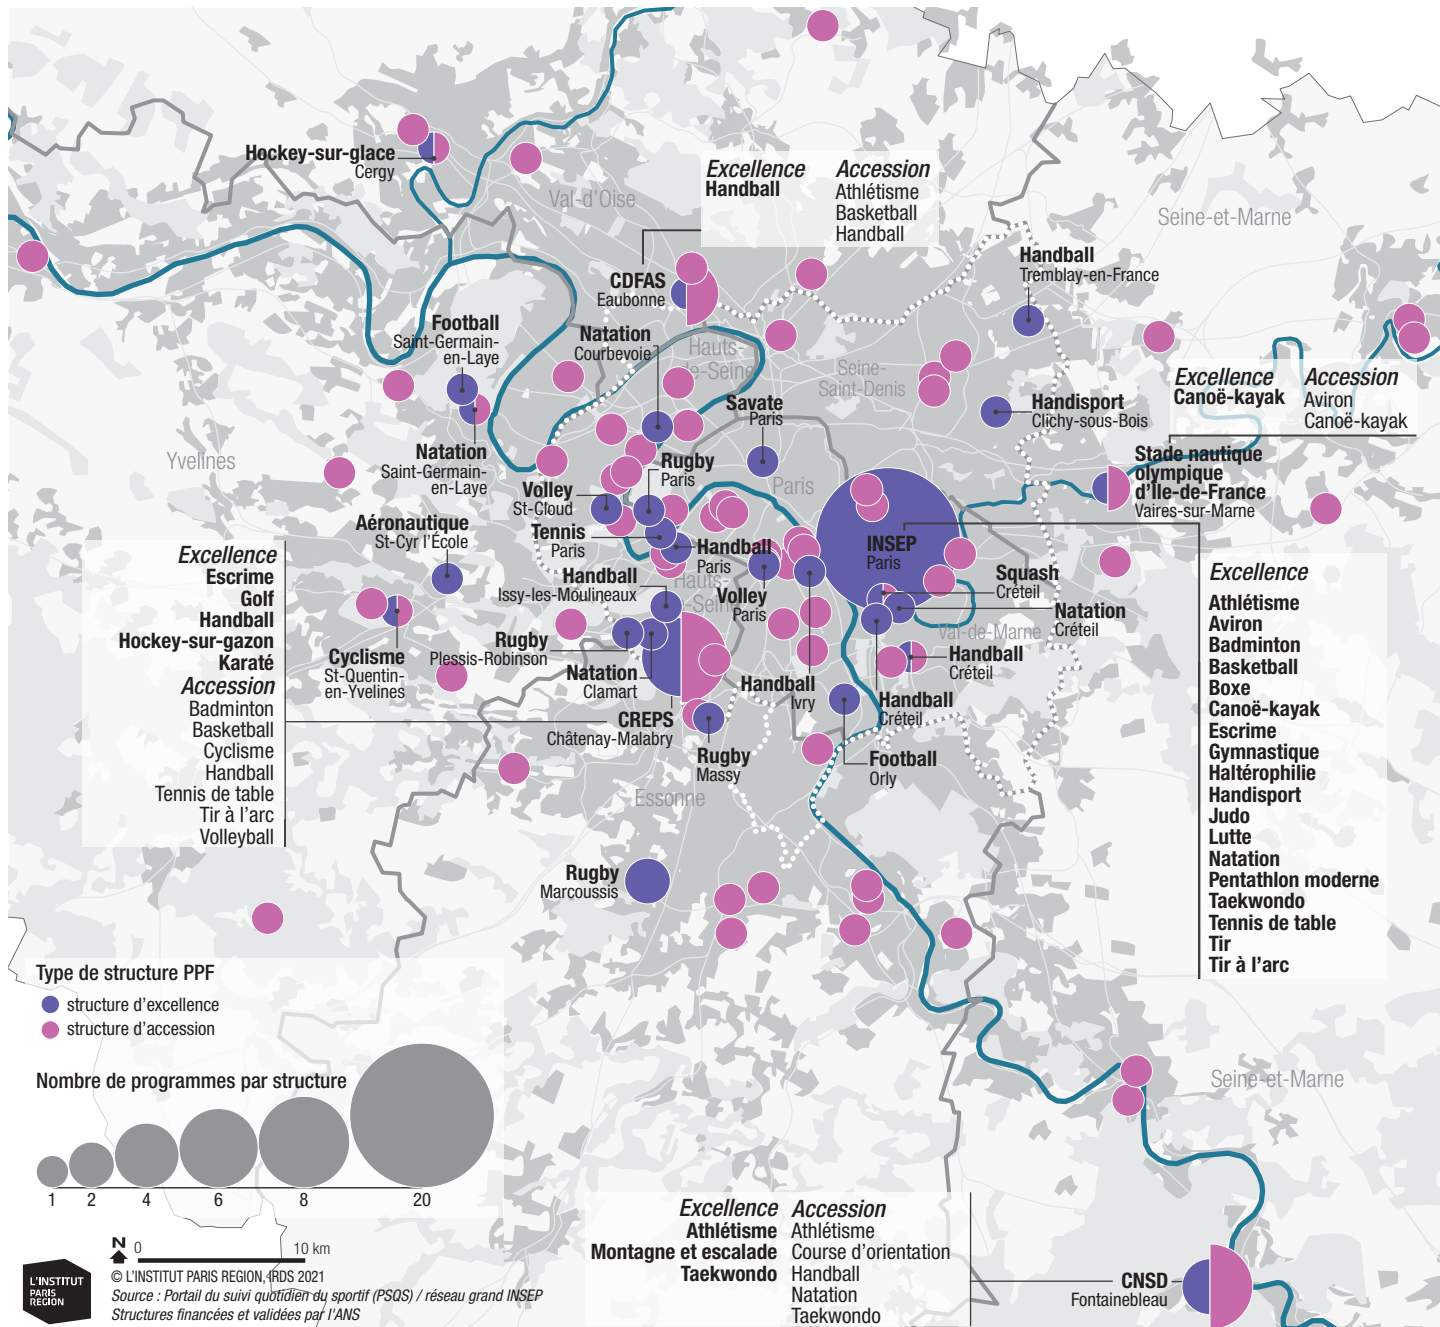 Hockey-sur-glace
Cergy
Val-d'Oise
Excellence
Handball
Accession
Athlétisme
Basketball
Handball
Seine-et-Marne
CDFAS
Eaubonne
Handball
Tremblay-en-France
Football
Saint-Germain-
en-Laye
Natation
Courbevoie
Hauts-
de-Seine
Seine-
Saint-Denis
Excellence
Canoë-kayak
Accession
Aviron
Canoë-kayak
Savate
Paris
Handisport
Clichy-sous-Bois
Yvelines
Natation
Saint-Germain-
en-Laye
Rugby
Paris
Paris
Stade nautique
olympique
d'Ile-de-France
Vaires-sur-Marne
Volley
St-Cloud
Aéronautique
St-Cyr l'École
Tennis
Paris
Handball
Paris
INSEP
Paris
Handball
Issy-les-Moulineaux
Hauts-
de-Seine
Volley
Paris
Squash
Créteil
Natation
Créteil
Val-de-Marne
Excellence
Escrime
Golf
Handball
Hockey-sur-gazon
Karaté
Accession
Badminton
Basketball
Cyclisme
Handball
Tennis de table
Tir à l'arc
Volleyball
Cyclisme
St-Quentin-
en-Yvelines
Rugby
Plessis-Robinson
Natation
Clamart
Handball
Créteil
Handball
Ivry
Handball
Créteil
CREPS
Châtenay-Malabry
Rugby
Massy
Football
Orly
Essonne
Excellence
Athlétisme
Aviron
Badminton
Basketball
Boxe
Canoë-kayak
Escrime
Gymnastique
Haltérophilie
Handisport
Judo
Lutte
Natation
Pentathlon moderne
Taekwondo
Tennis de table
Tir
Tir à l'arc
Rugby
Marcoussis
Type de structure PPF
structure d'excellence
structure d'accession
Nombre de programmes par structure
1 2 4 6 8 20
Seine-et-Marne
Excellence
Athlétisme
Montagne et escalade
Taekwondo
Accession
Athlétisme
Course d'orientation
Handball
Natation
Taekwondo
CNSD
Fontainebleau
N 0 10 km
L'INSTITUT
PARIS
REGION
© L'INSTITUT PARIS REGION, IRDS 2021
Source : Portail du suivi quotidien du sportif (PSQS) / réseau grand INSEP
Structures financées et validées par l'ANS